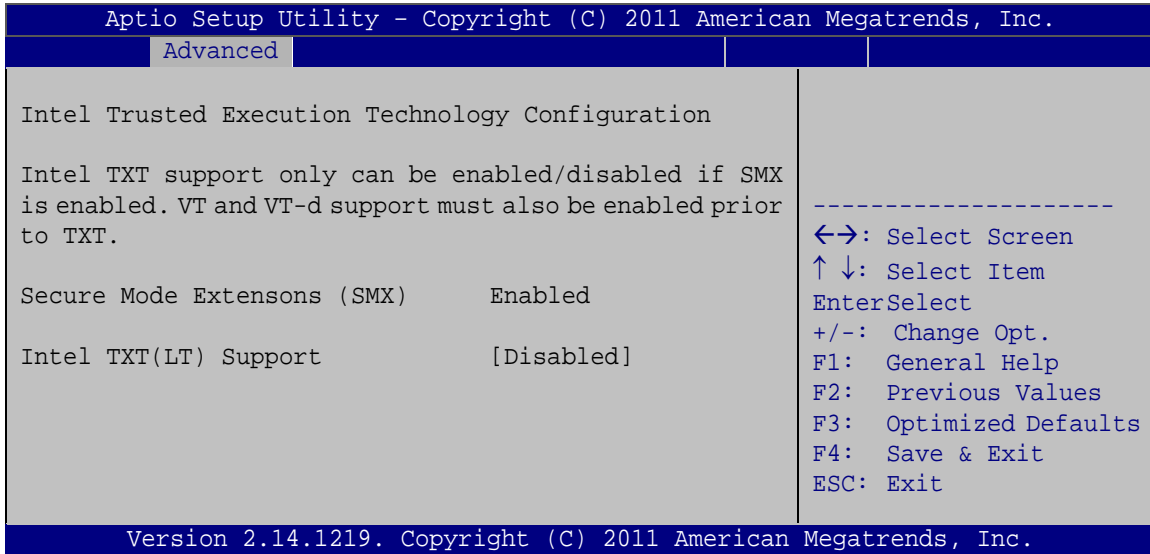 Aptio Setup Utility – Copyright (C) 2011 American Megatrends, Inc.
Advanced
Intel Trusted Execution Technology Configuration
Intel TXT support only can be enabled/disabled if SMX
is enabled. VT and VT-d support must also be enabled prior
to TXT.
Secure Mode Extensons (SMX) Enabled
Intel TXT(LT) Support [Disabled]
---------------------
←→: Select Screen
↑ ↓: Select Item
EnterSelect
+/-: Change Opt.
F1: General Help
F2: Previous Values
F3: Optimized Defaults
F4: Save & Exit
ESC: Exit
Version 2.14.1219. Copyright (C) 2011 American Megatrends, Inc.